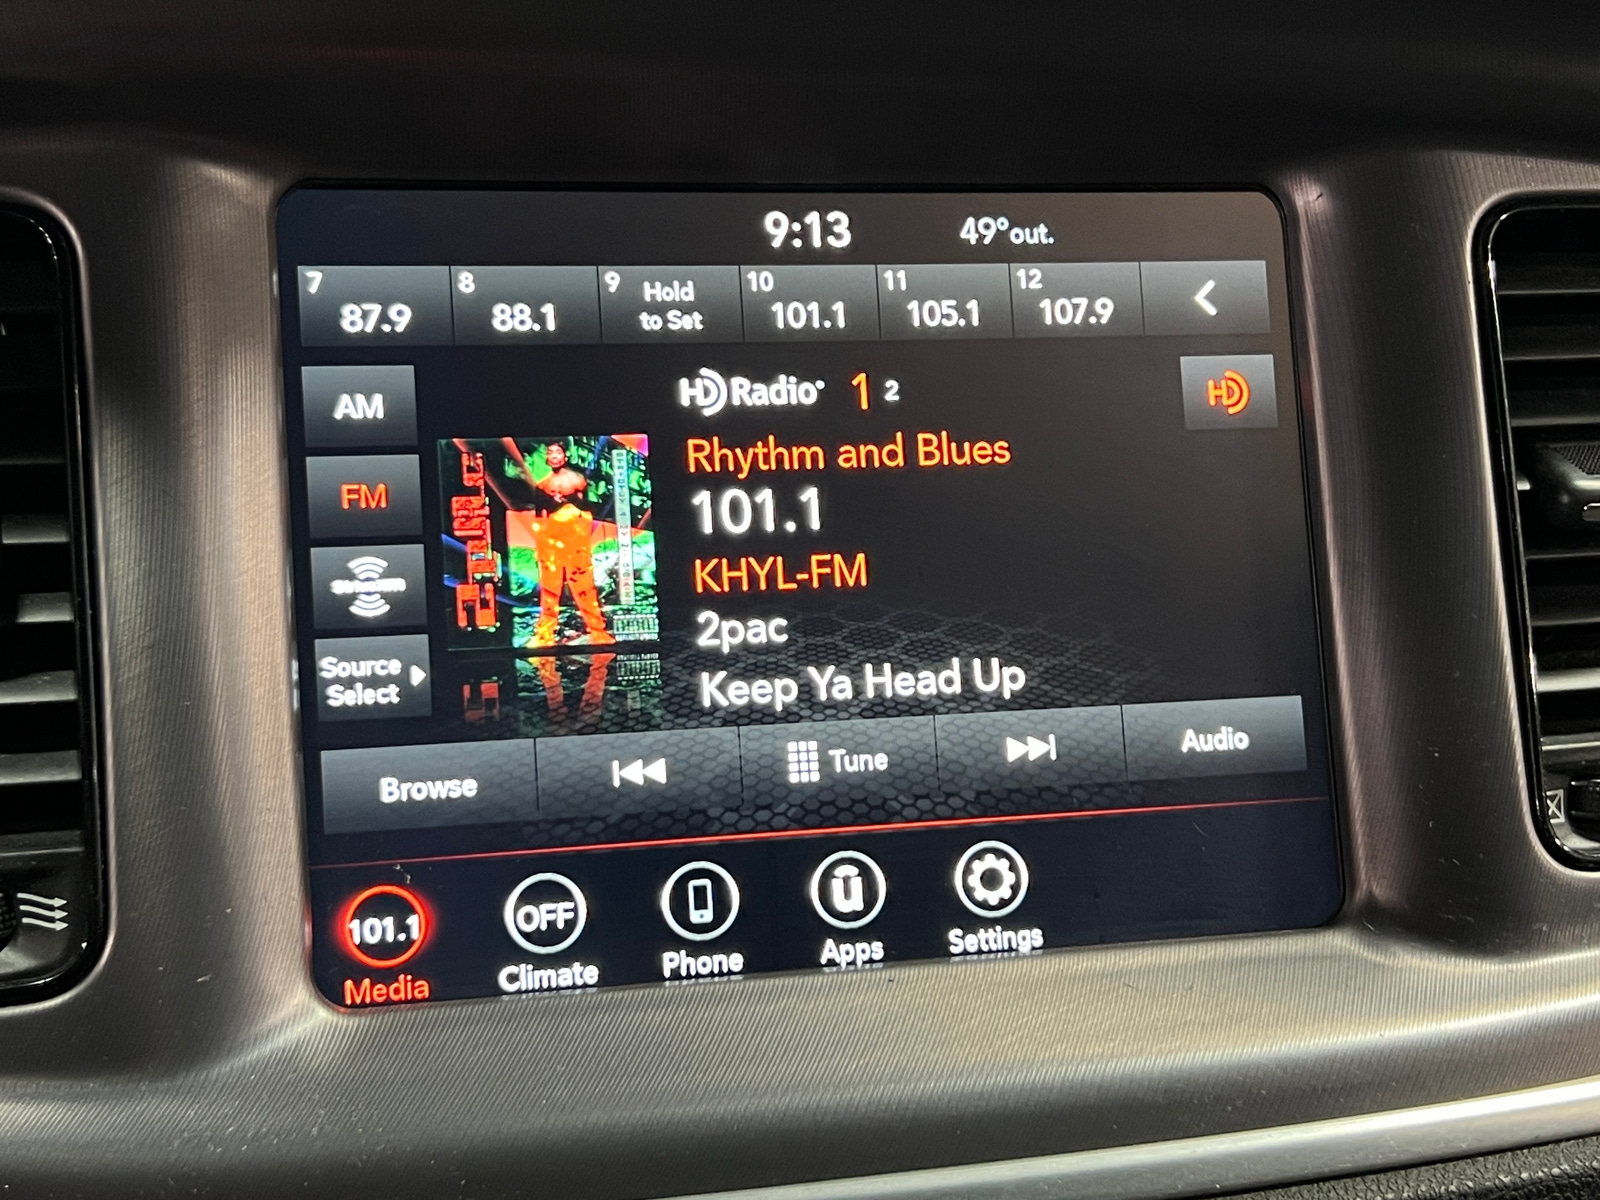 9:13 49° out.
7 87.9 8 88.1 9 Hold to Set 10 101.1 11 105.1 12 107.9
AM
HD Radio 1 2
HD
Rhythm and Blues
FM
101.1
KHYL-FM
2pac
Keep Ya Head Up
Source
Select
Browse Tune Audio
101.1 OFF
Media Climate Phone Apps Settings